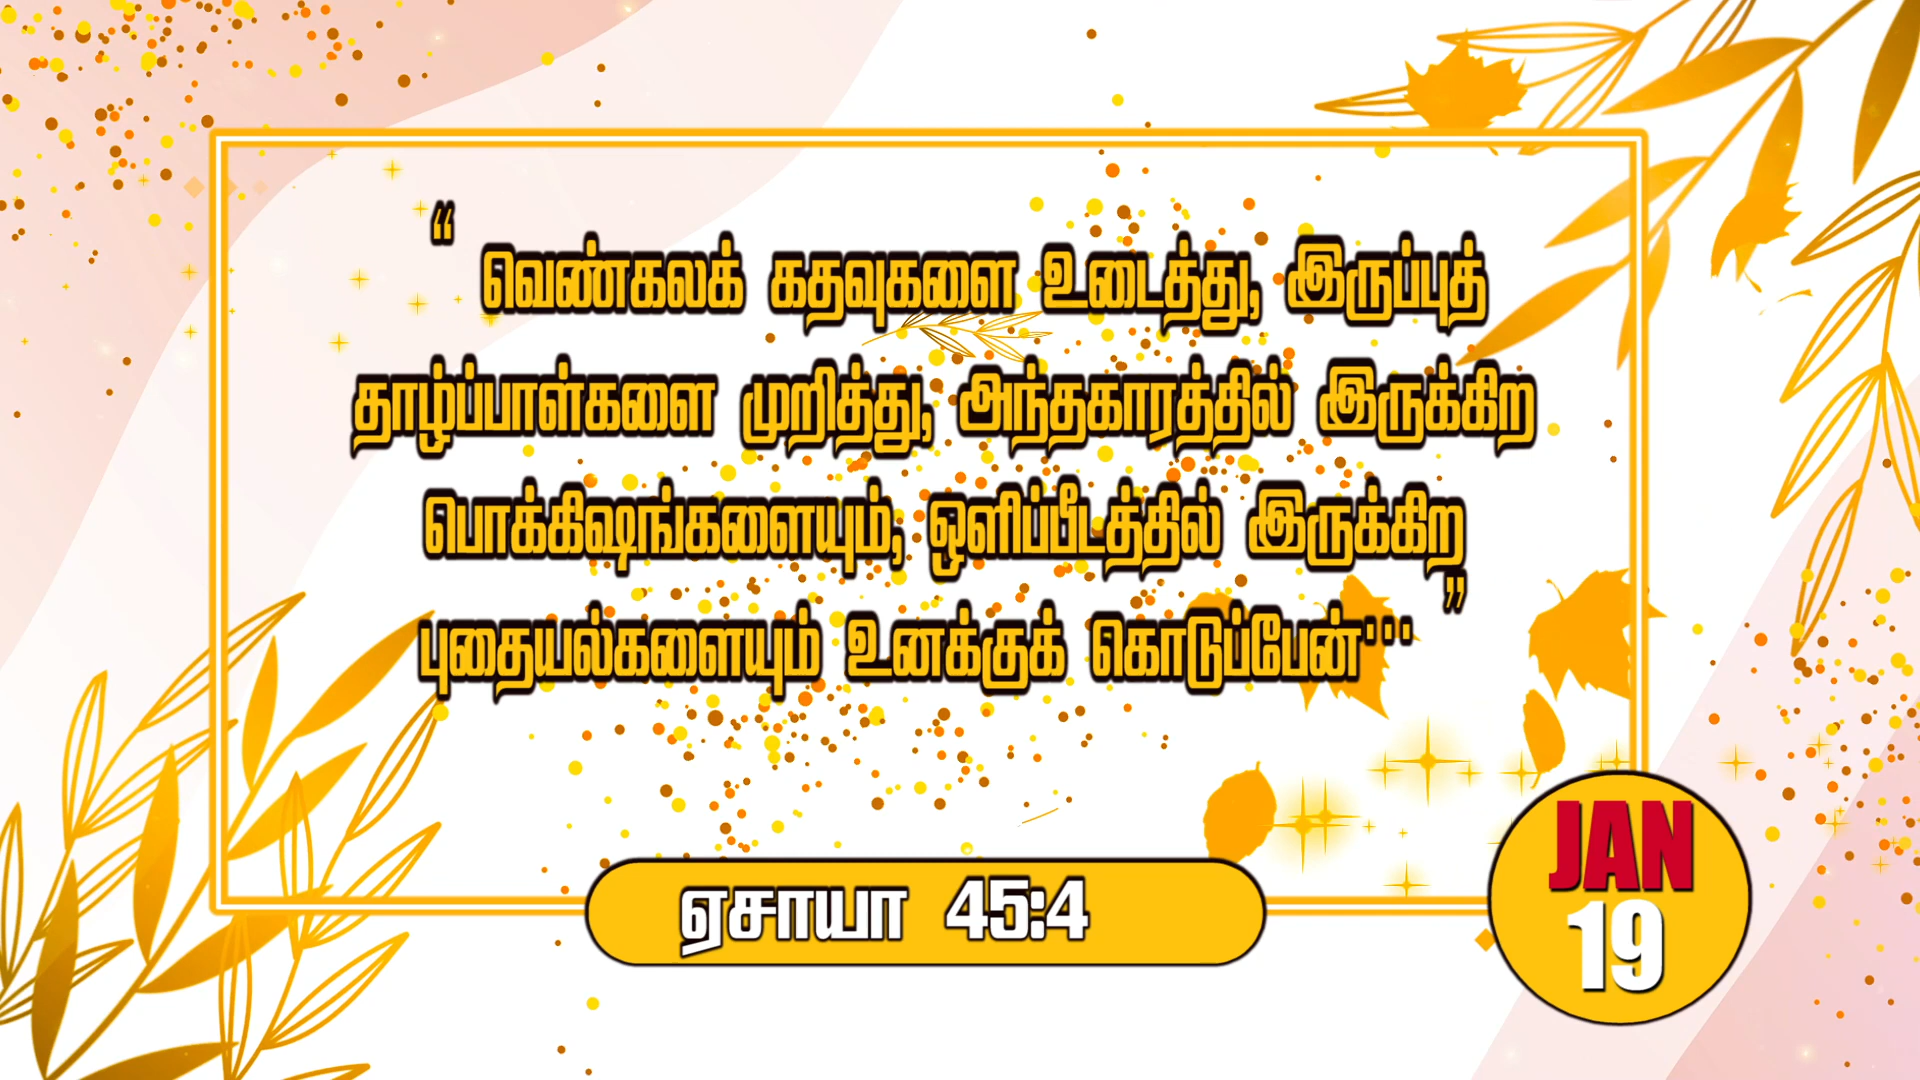 “ வெண்கலக் கதவுகளை உடைத்து, இருப்புத்
தாழ்ப்பாள்களை முறித்து, அந்தகாரத்தில் இருக்கிற
பொக்கிஷங்களையும், ஒளிப்பீடத்தில் இருக்கிற
புதையல்களையும் உனக்குக் கொடுப்பேன்... ”
ஏசாயா 45:4
JAN
19